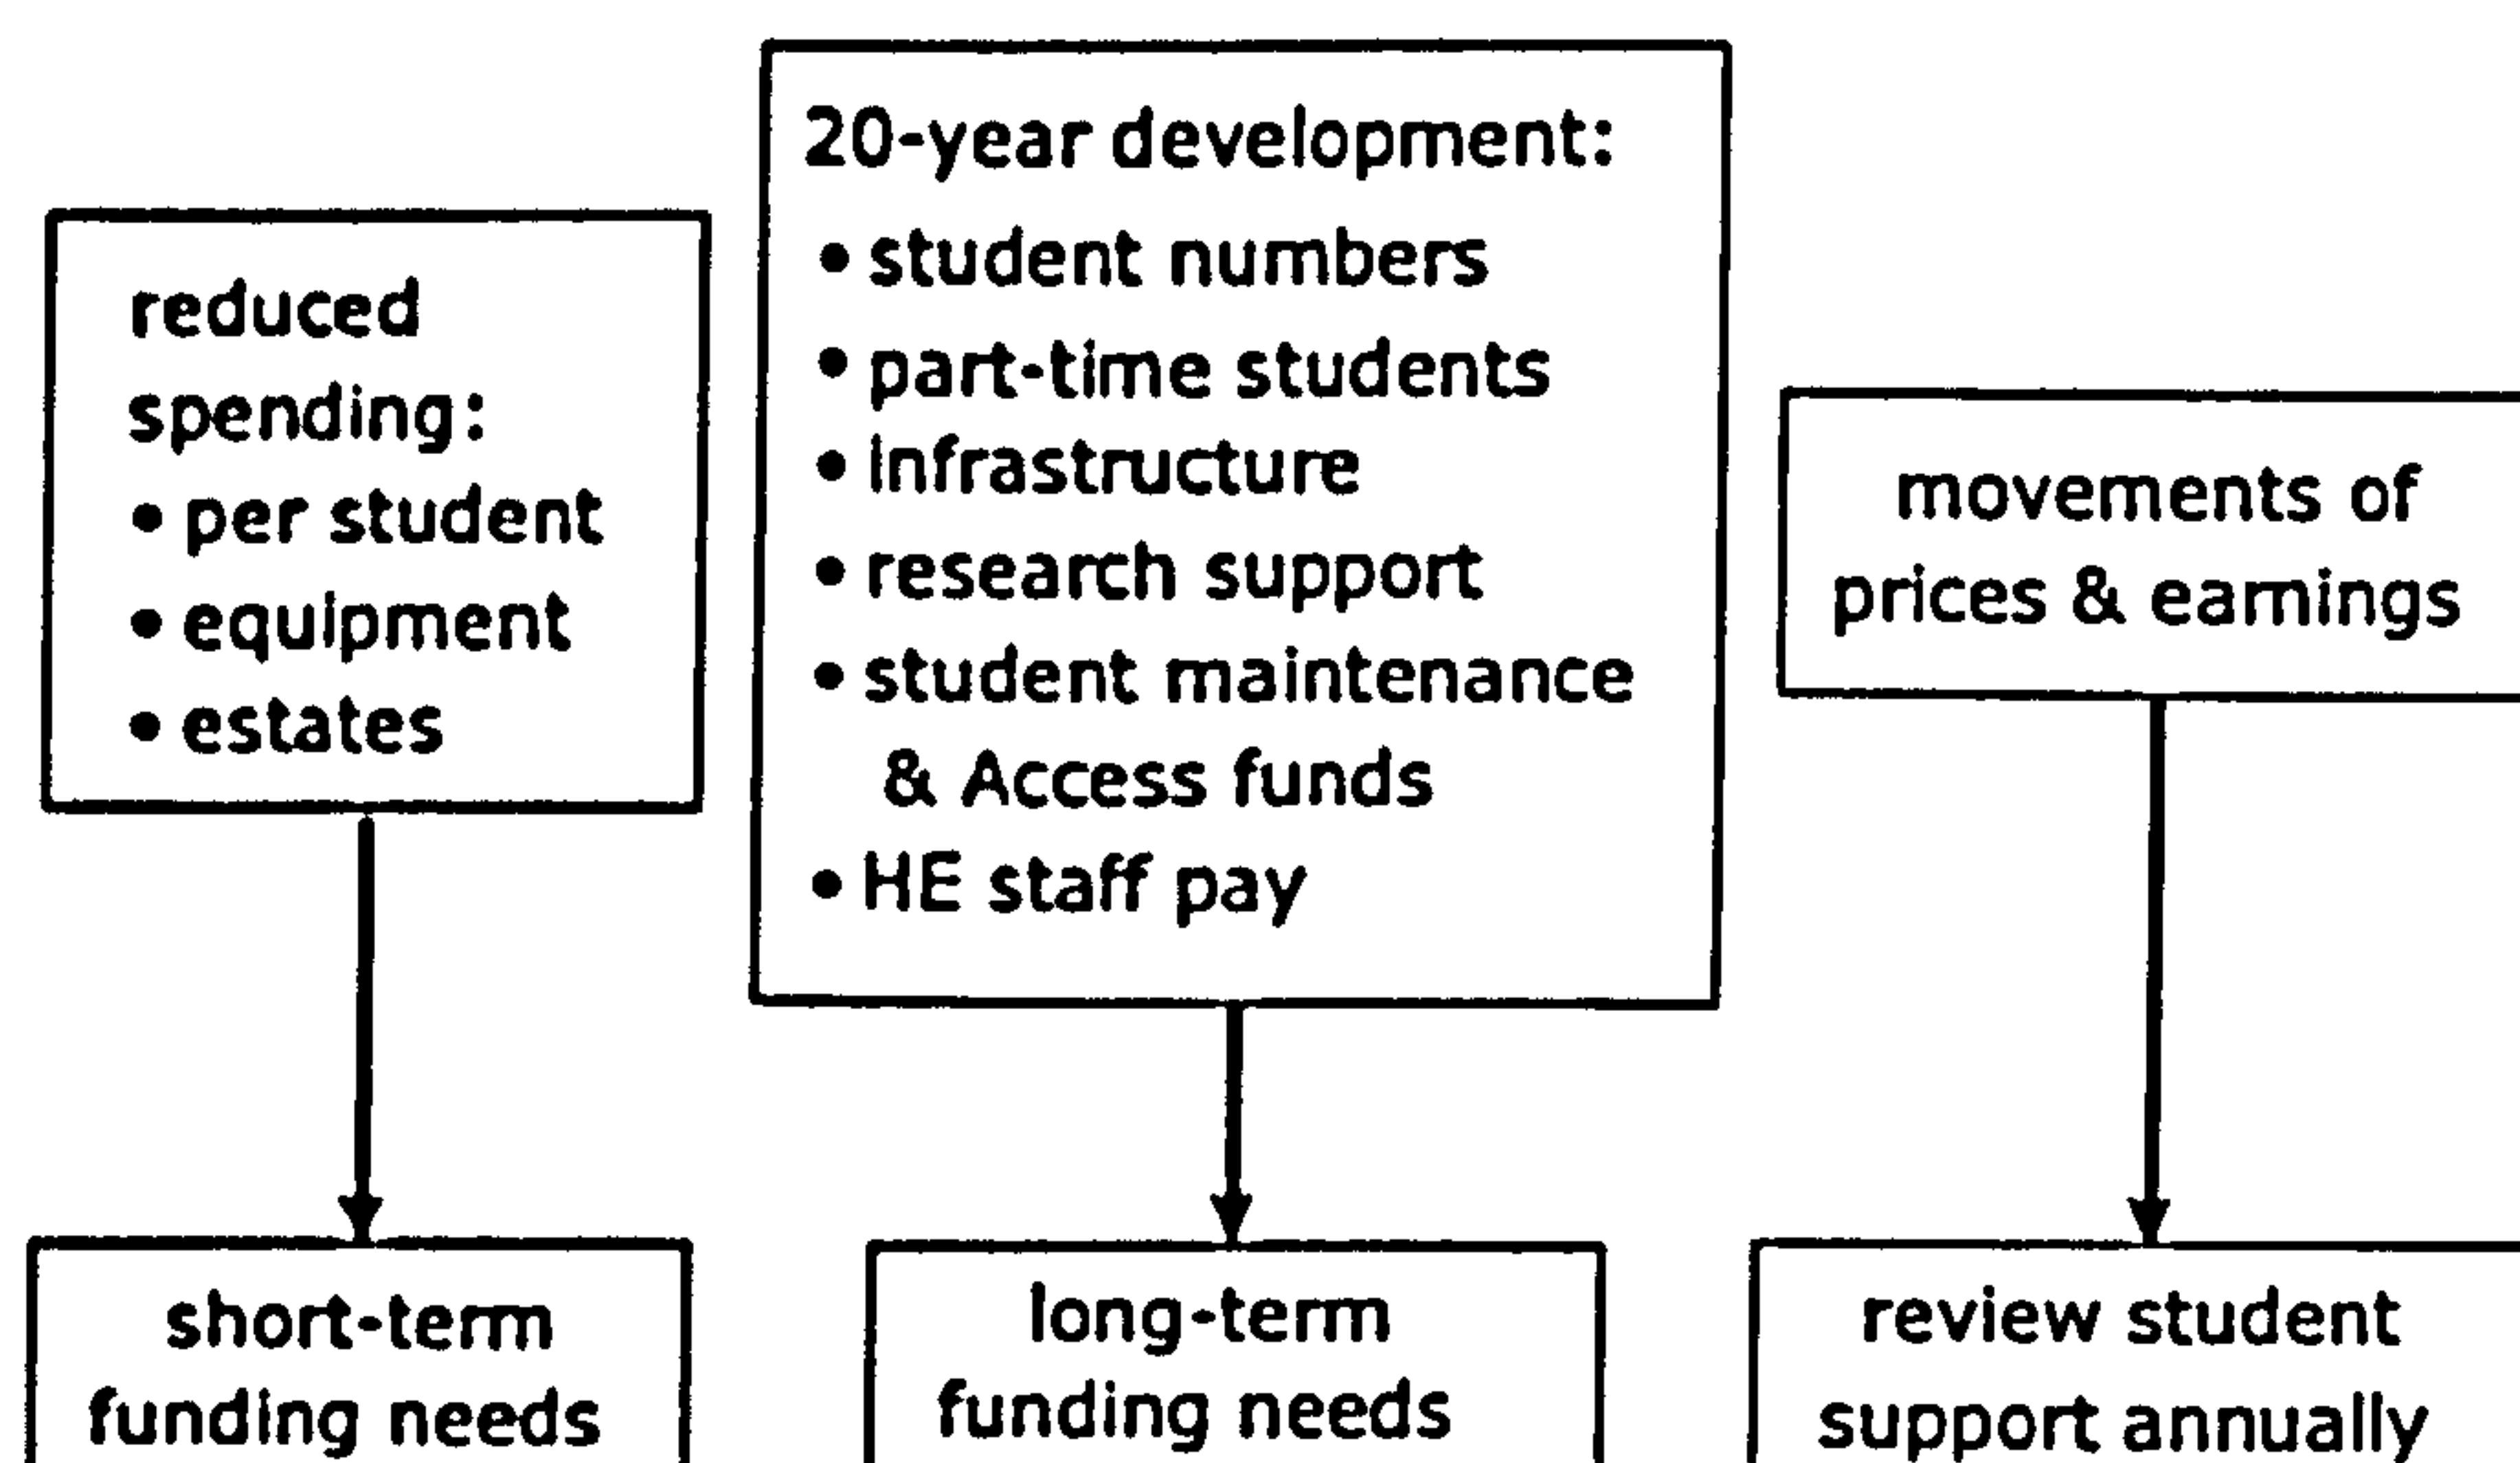 reduced
spending:
• per student
• equipment
• estates
20-year development:
• student numbers
• part-time students
• infrastructure
• research support
• student maintenance
& Access funds
• HE staff pay
movements of
prices & earnings
short-term
funding needs
long-term
funding needs
review student
support annually